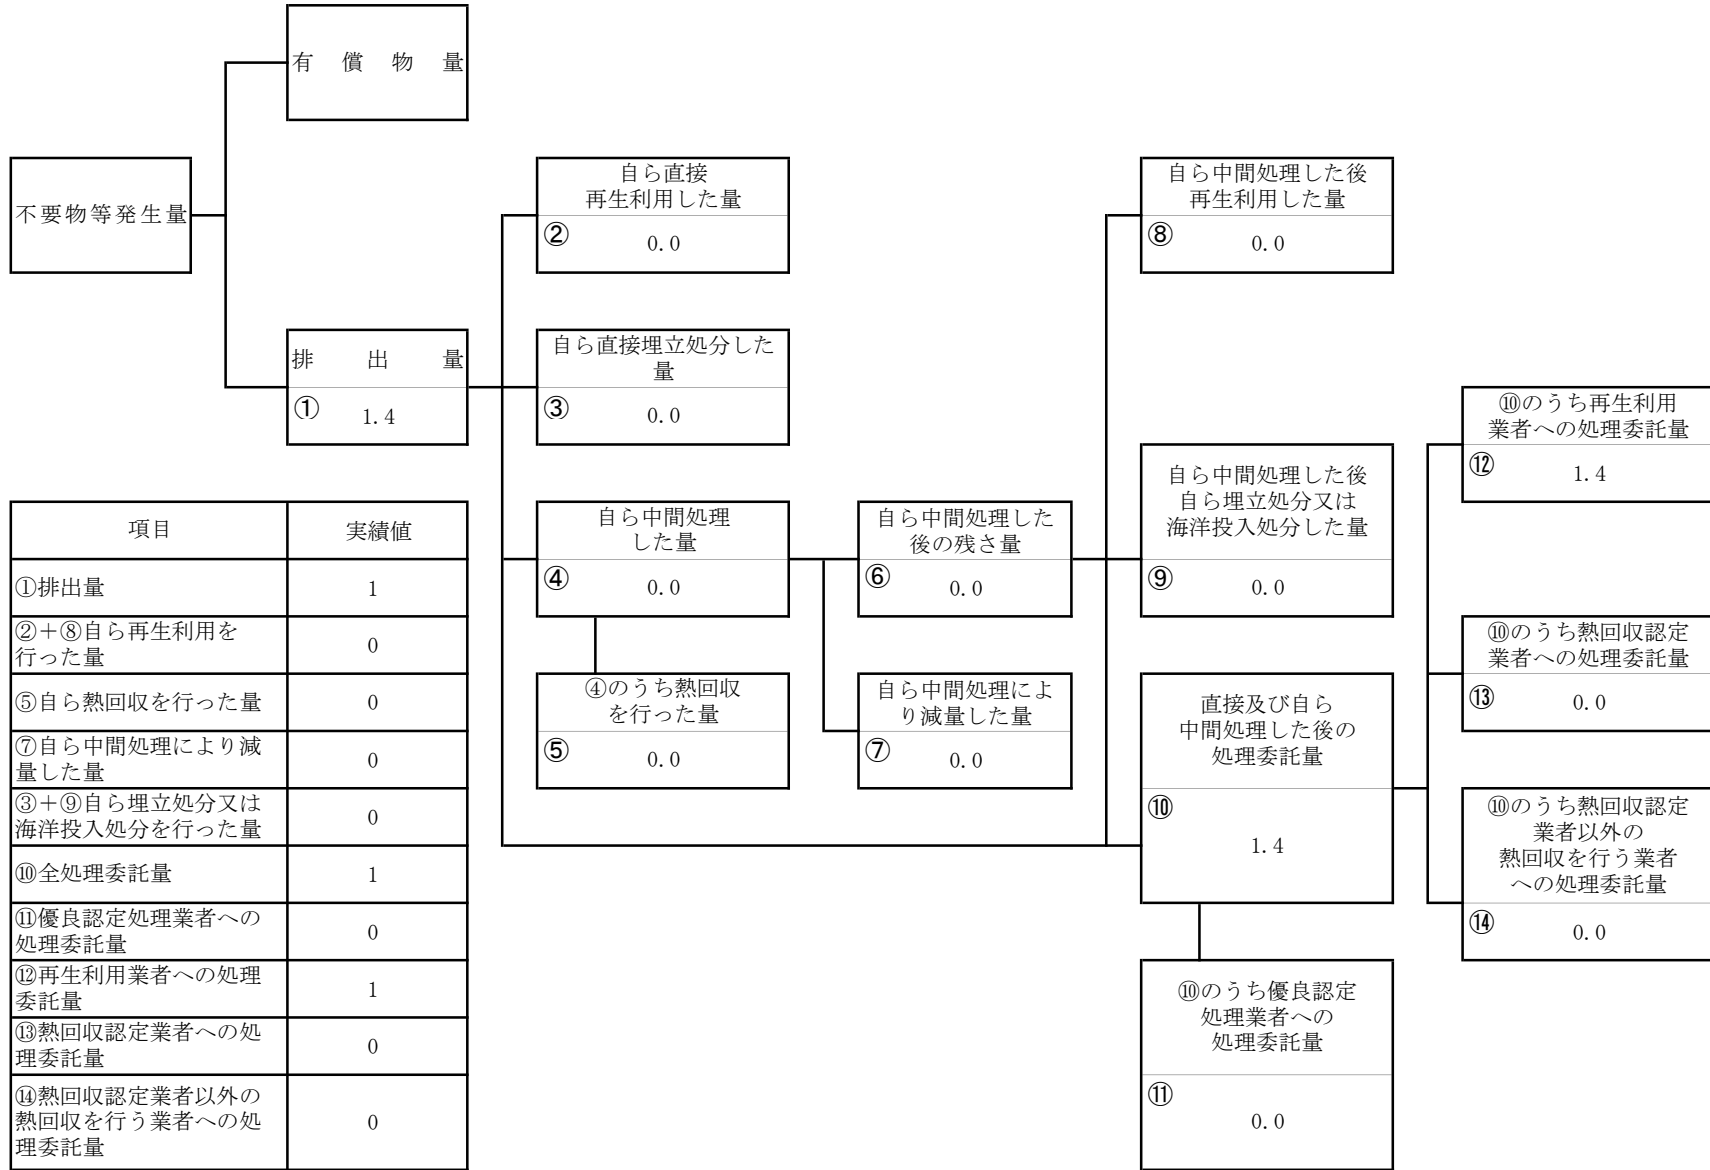 有償物量
不要物等発生量
排出量
① 1.4
自ら直接
再生利用した量
② 0.0
自ら直接埋立処分した
量
③ 0.0
自ら中間処理
した量
④ 0.0
④のうち熱回収
を行った量
⑤ 0.0
自ら中間処理した
後の残さ量
⑥ 0.0
自ら中間処理によ
り減量した量
⑦ 0.0
自ら中間処理した後
再生利用した量
⑧ 0.0
自ら中間処理した後
自ら埋立処分又は
海洋投入処分した量
⑨ 0.0
直接及び自ら
中間処理した後の
処理委託量
⑩
1.4
⑩のうち優良認定
処理業者への
処理委託量
⑪
0.0
⑩のうち再生利用
業者への処理委託量
⑫ 1.4
⑩のうち熱回収認定
業者への処理委託量
⑬ 0.0
⑩のうち熱回収認定
業者以外の
熱回収を行う業者
への処理委託量
⑭ 0.0
項目 実績値
①排出量 1
②＋⑧自ら再生利用を
行った量 0
⑤自ら熱回収を行った量 0
⑦自ら中間処理により減
量した量 0
③＋⑨自ら埋立処分又は
海洋投入処分を行った量 0
⑩全処理委託量 1
⑪優良認定処理業者への
処理委託量 0
⑫再生利用業者への処理
委託量 1
⑬熱回収認定業者への処
理委託量 0
⑭熱回収認定業者以外の
熱回収を行う業者への処
理委託量 0